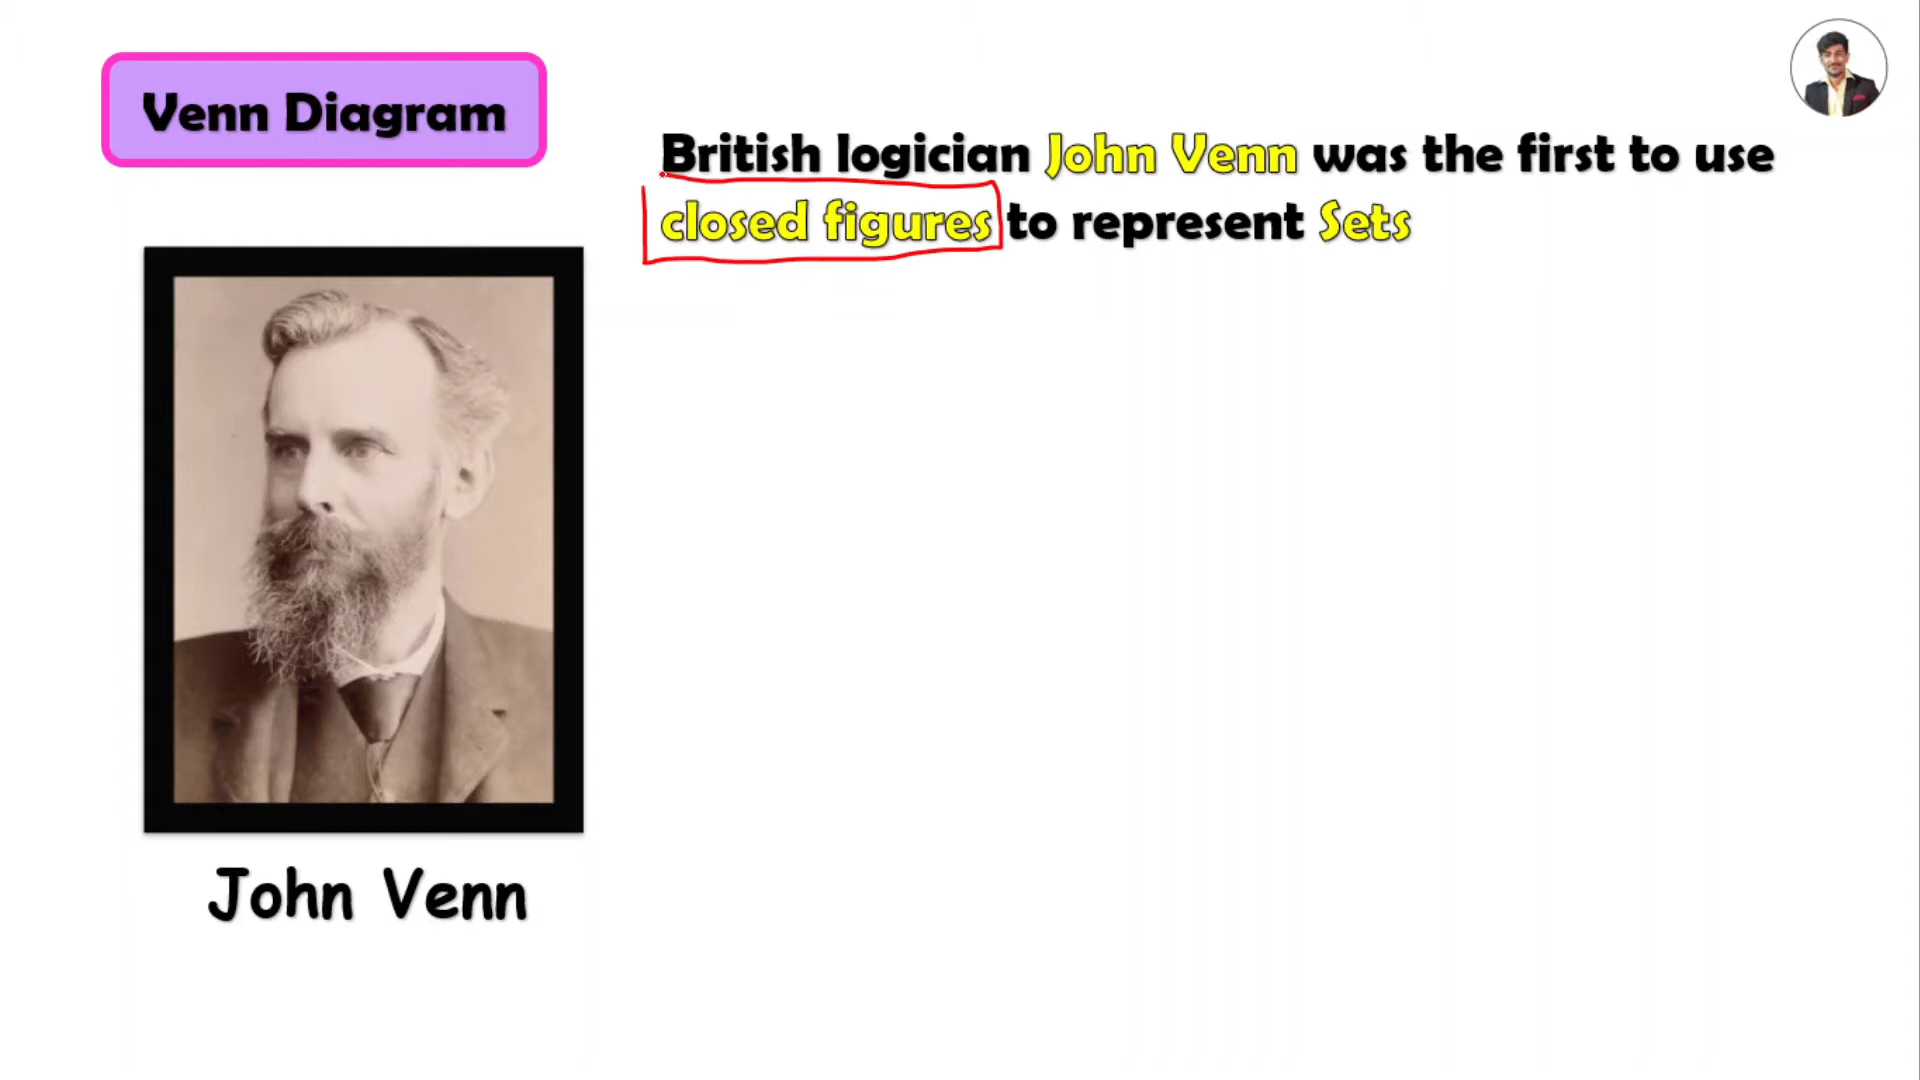 Venn Diagram
British logician John Venn was the first to use
closed figures to represent Sets
John Venn